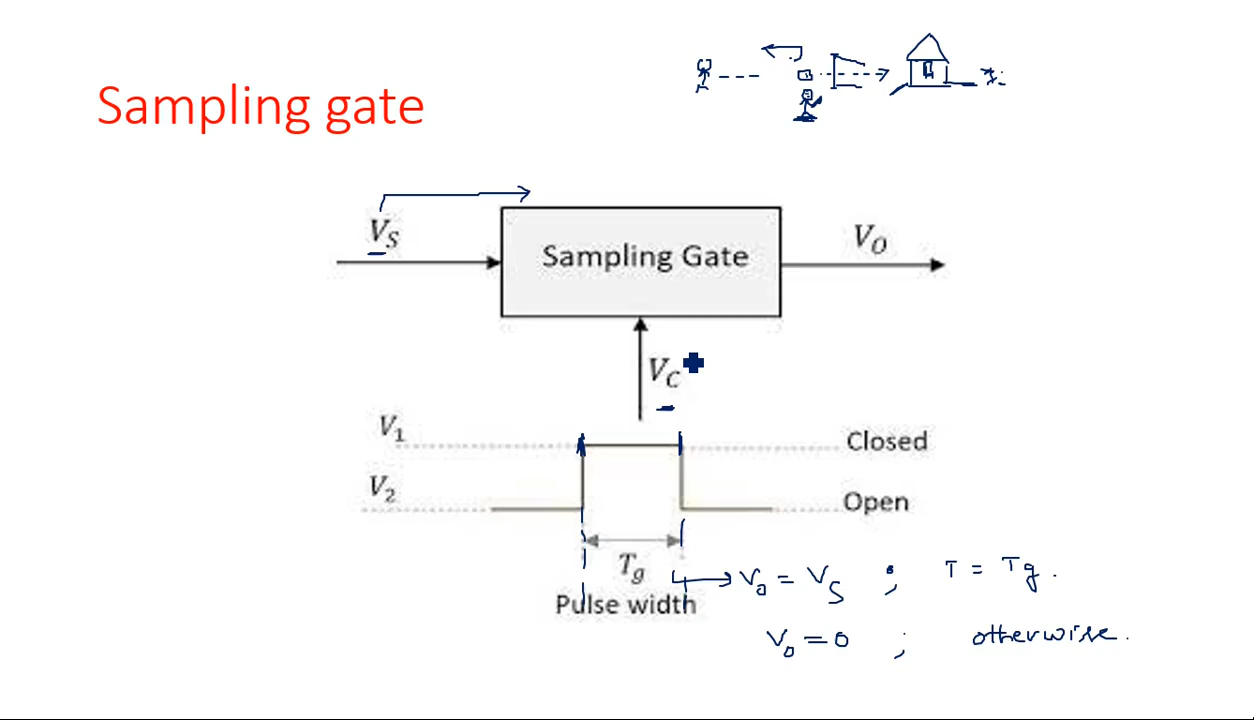 Sampling gate
V_S
Sampling Gate
V_O
V_C
V_1
Closed
V_2
Open
T_g
V_o = V_S ; T = Tg.
Pulse width
V_o = 0 ; otherwise.